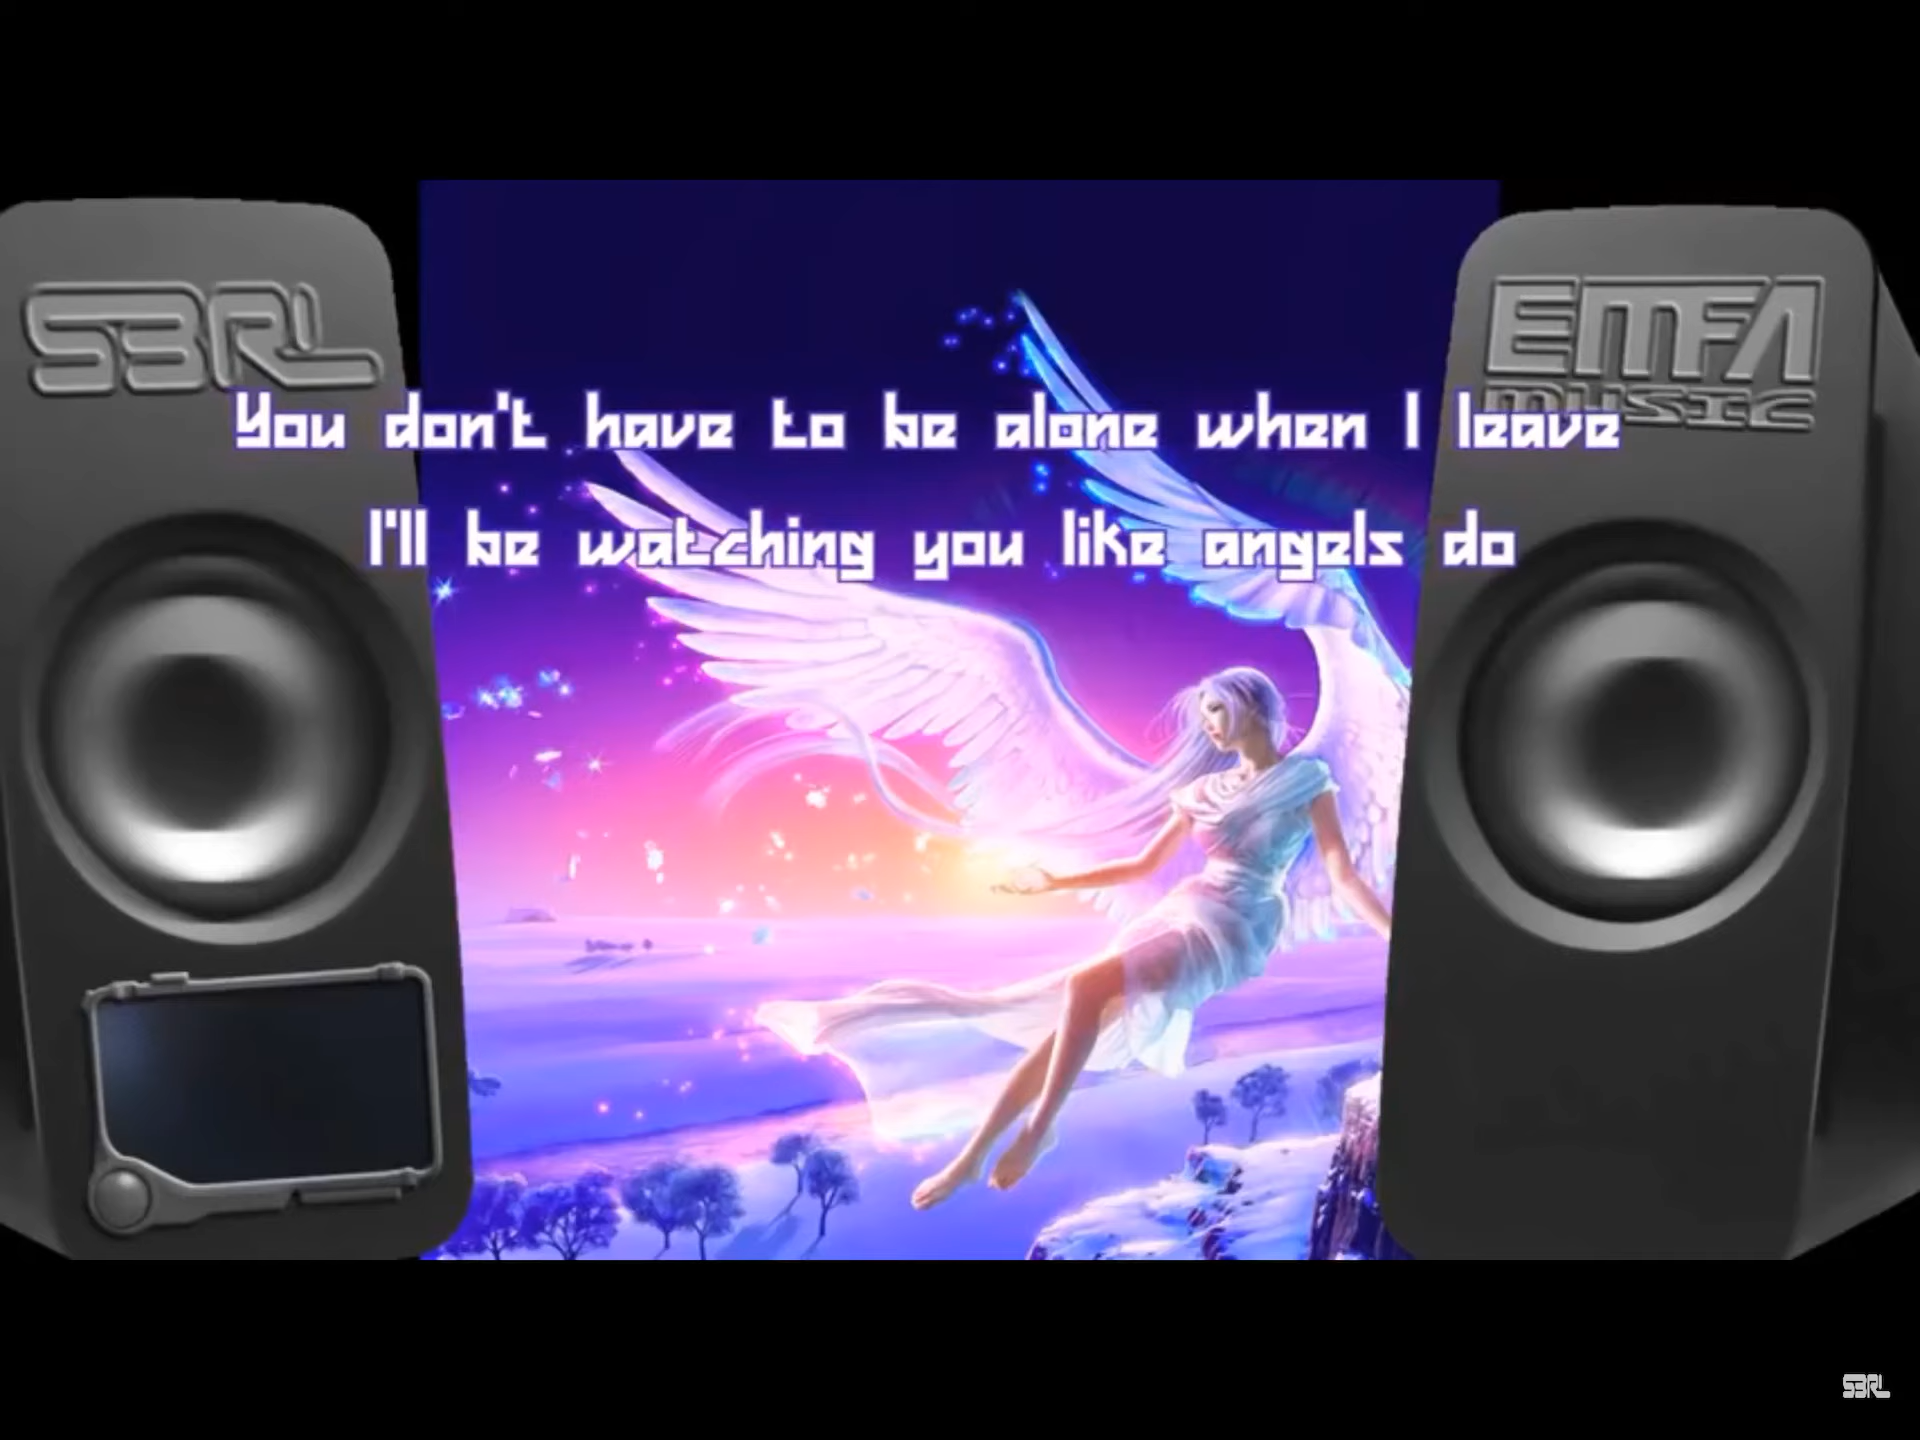 S3RL
EMFA
MUSIC
You don't have to be alone when I leave
I'll be watching you like angels do
S3RL